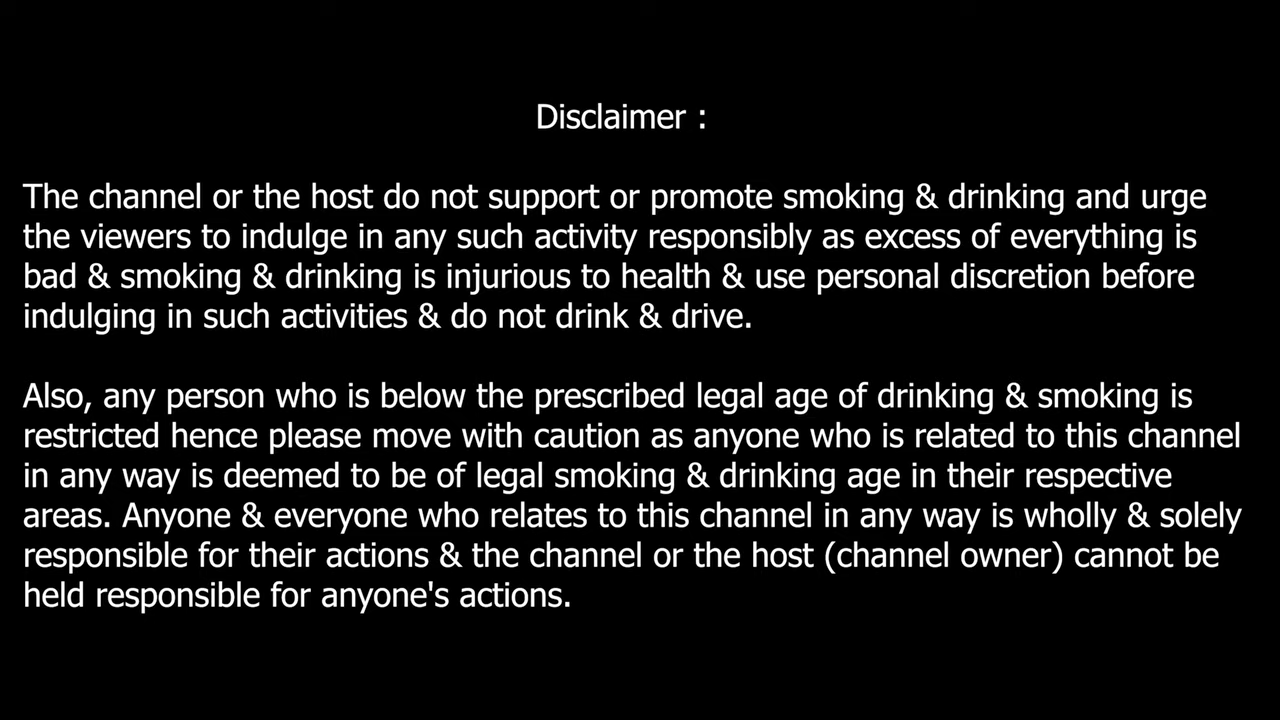 Disclaimer :
The channel or the host do not support or promote smoking & drinking and urge
the viewers to indulge in any such activity responsibly as excess of everything is
bad & smoking & drinking is injurious to health & use personal discretion before
indulging in such activities & do not drink & drive.
Also, any person who is below the prescribed legal age of drinking & smoking is
restricted hence please move with caution as anyone who is related to this channel
in any way is deemed to be of legal smoking & drinking age in their respective
areas. Anyone & everyone who relates to this channel in any way is wholly & solely
responsible for their actions & the channel or the host (channel owner) cannot be
held responsible for anyone's actions.